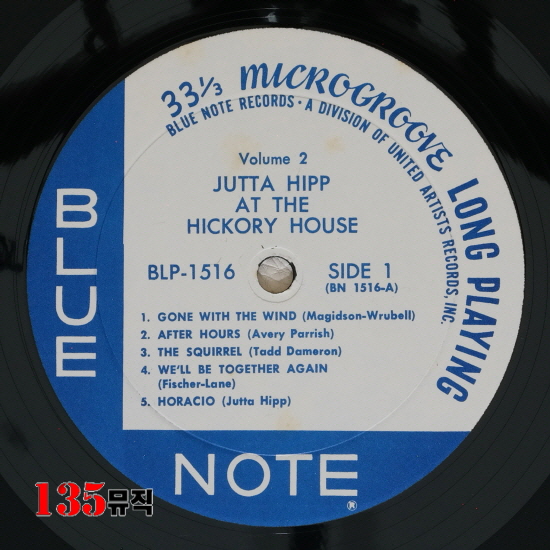 33⅓ MICROGROOVE LONG PLAYING
BLUE NOTE RECORDS • A DIVISION OF UNITED ARTISTS RECORDS, INC.
Volume 2
JUTTA HIPP
AT THE
HICKORY HOUSE
BLP-1516 SIDE 1
(BN 1516-A)
1. GONE WITH THE WIND (Magidson-Wrubell)
2. AFTER HOURS (Avery Parrish)
3. THE SQUIRREL (Tadd Dameron)
4. WE'LL BE TOGETHER AGAIN
(Fischer-Lane)
5. HORACIO (Jutta Hipp)
BLUE
NOTE®
135뮤직